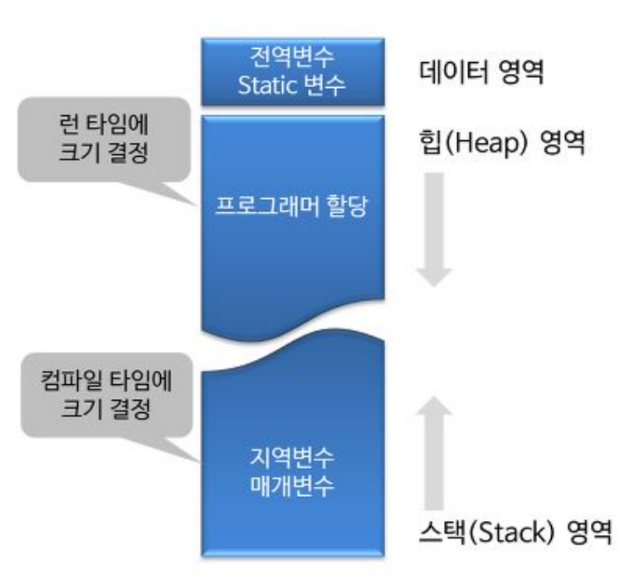 전역변수
Static 변수
데이터 영역
런 타임에
크기 결정
힙(Heap) 영역
프로그래머 할당
컴파일 타임에
크기 결정
지역변수
매개변수
스택(Stack) 영역